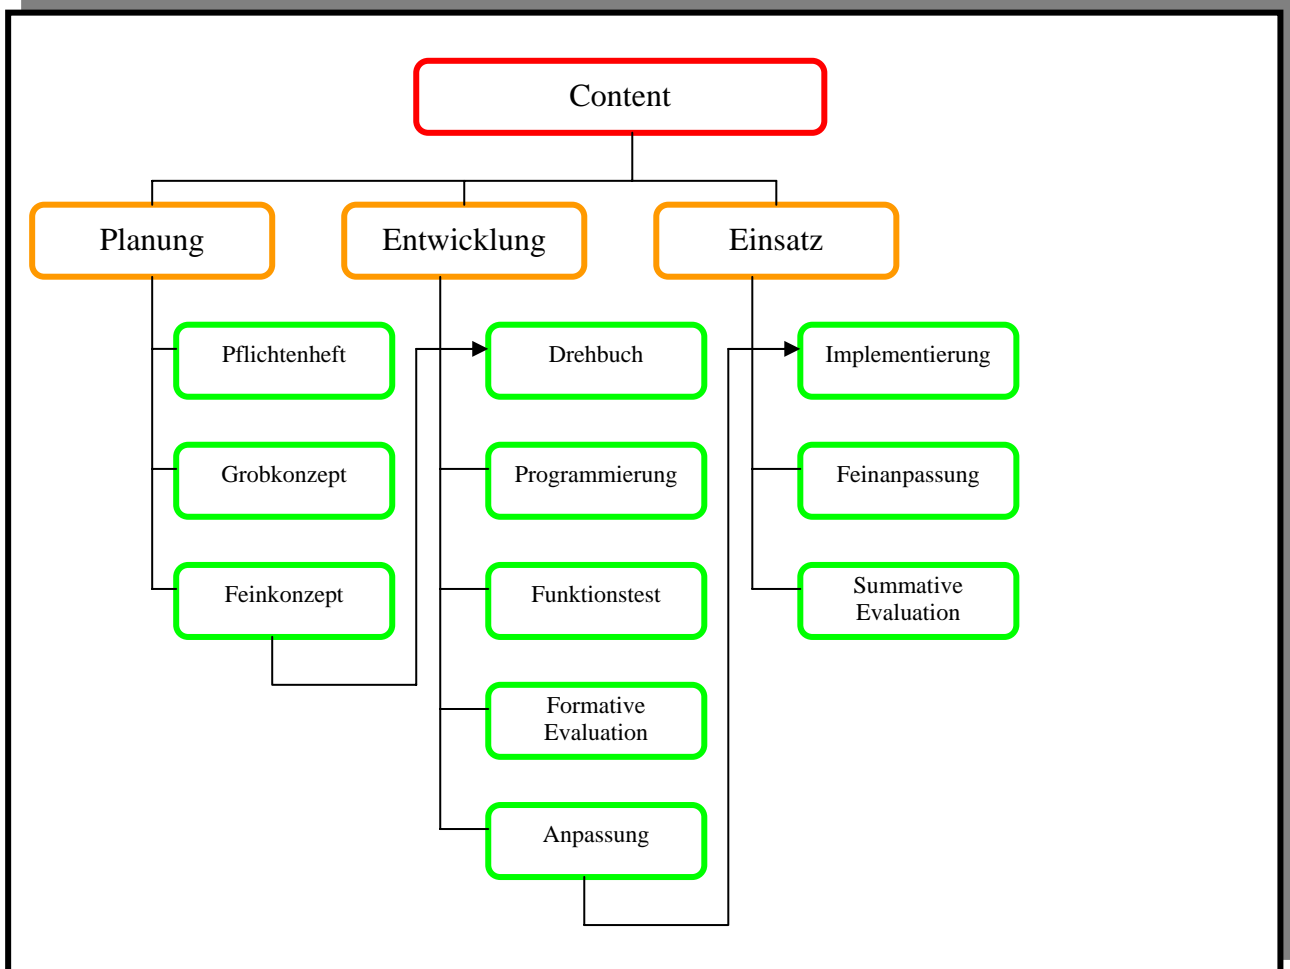 Content
Planung
Entwicklung
Einsatz
Pflichtenheft
Drehbuch
Implementierung
Grobkonzept
Programmierung
Feinanpassung
Feinkonzept
Funktionstest
Summative
Evaluation
Formative
Evaluation
Anpassung